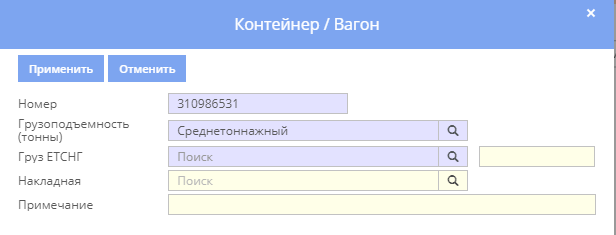 Контейнер / Вагон
×
Применить Отменить
Номер 310986531
Грузоподъемность
(тонны) Среднетоннажный
Груз ЕТСНГ Поиск
Накладная Поиск
Примечание